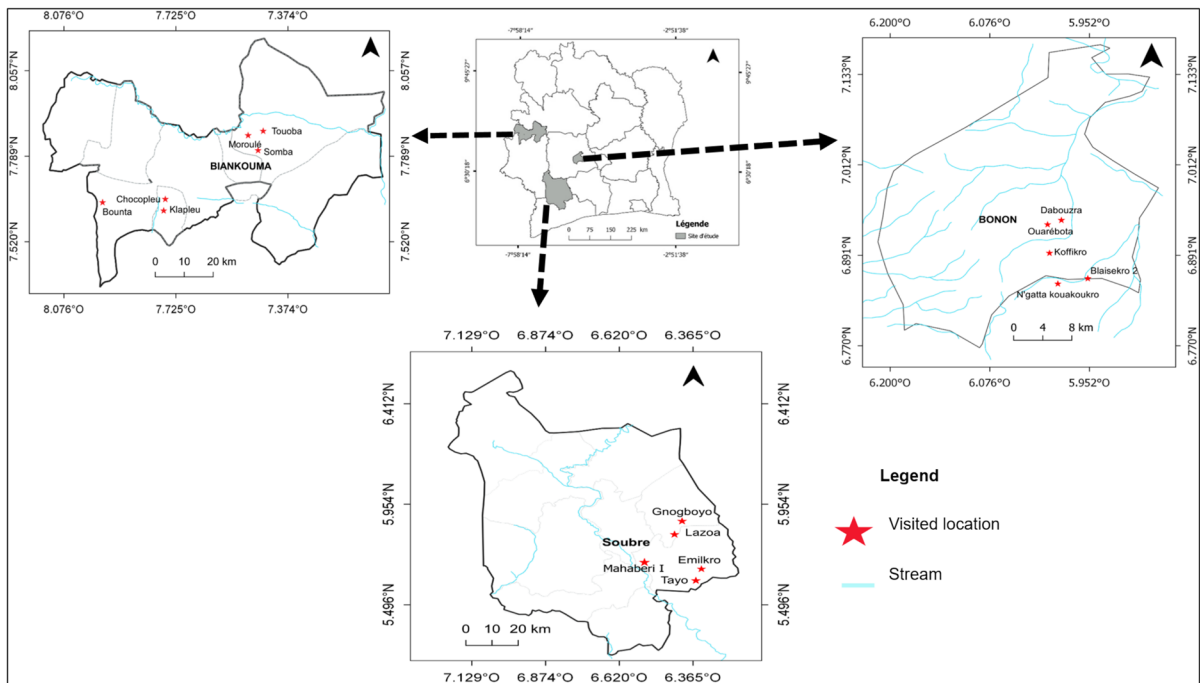 8.076°O 7.725°O 7.374°O
8.057°N 8.057°N
Touoba
Moroulé
Somba
7.789°N 7.789°N
BIANKOUMA
Chocopleu
Bounta
Klapleu
7.520°N 7.520°N
0 10 20 km
8.076°O 7.725°O 7.374°O
-7°58'14" -2°51'38"
9°45'27" 9°45'27"
6°30'18" 6°30'18"
Légende
0 75 150 225 km
Site d'étude
-7°58'14" -2°51'38"
6.200°O 6.076°O 5.952°O
7.133°N 7.133°N
7.012°N 7.012°N
Dabouzra
BONON
Ouarébota
6.891°N 6.891°N
Koffikro
Blaisekro 2
N'gatta kouakoukro
0 4 8 km
6.770°N 6.770°N
6.200°O 6.076°O 5.952°O
7.129°O 6.874°O 6.620°O 6.365°O
6.412°N 6.412°N
5.954°N 5.954°N
Gnogboyo
Lazoa
Soubre
Emilkro
Mahaberi I
Tayo
5.496°N 5.496°N
0 10 20 km
7.129°O 6.874°O 6.620°O 6.365°O
Legend
Visited location
Stream